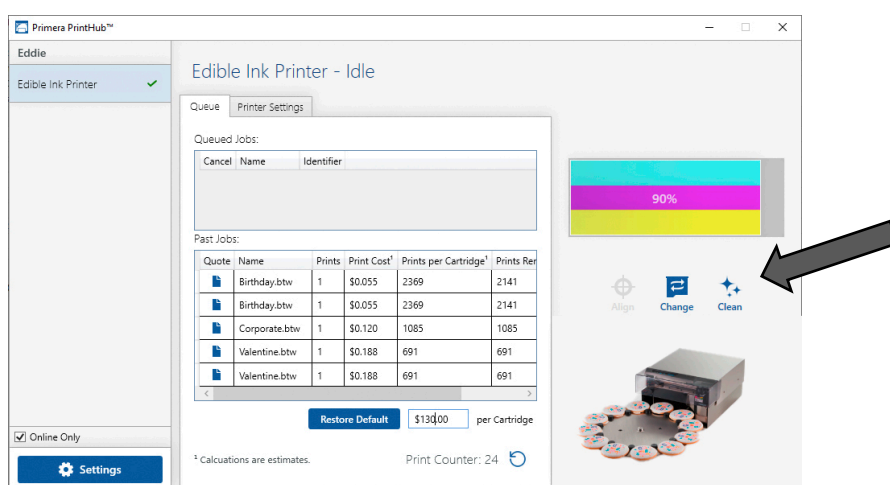 Primera PrintHub™
Eddie
Edible Ink Printer
Edible Ink Printer - Idle
Queue Printer Settings
Queued Jobs:
Cancel Name Identifier
Past Jobs:
Quote Name Prints Print Cost¹ Prints per Cartridge¹ Prints Rer
Birthday.btw 1 $0.055 2369 2141
Birthday.btw 1 $0.055 2369 2141
Corporate.btw 1 $0.120 1085 1085
Valentine.btw 1 $0.188 691 691
Valentine.btw 1 $0.188 691 691
Restore Default $130.00 per Cartridge
¹ Calcuations are estimates.
Print Counter: 24
90%
Align Change Clean
Online Only
Settings